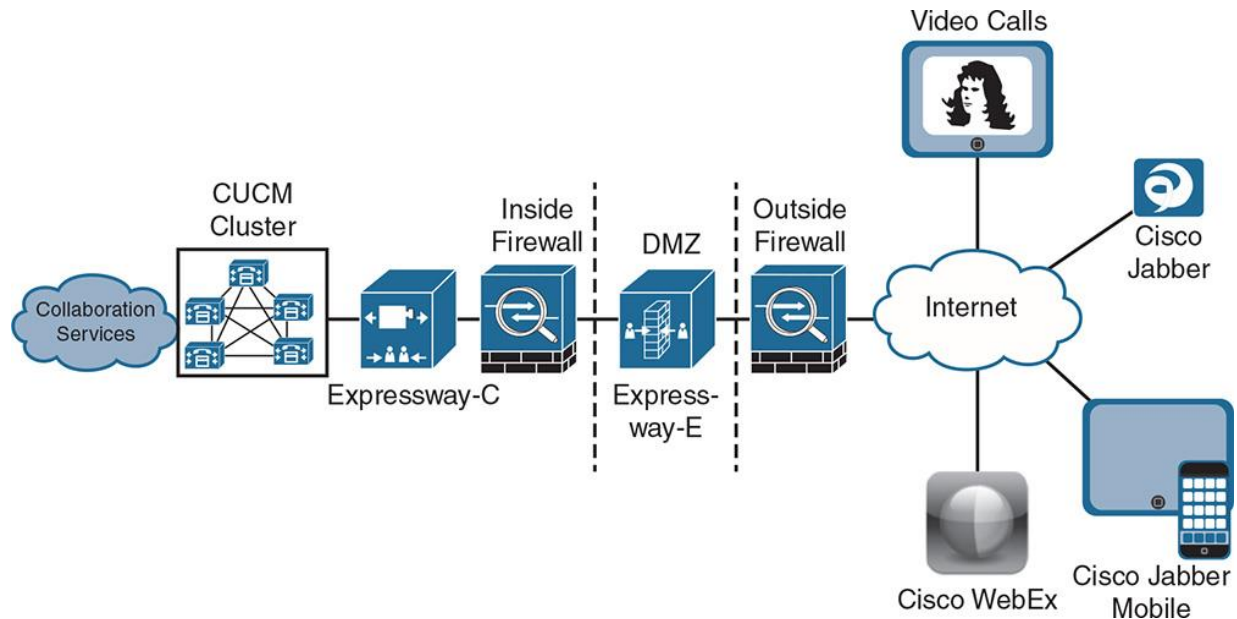 Video Calls
CUCM
Cluster
Inside
Firewall
DMZ
Outside
Firewall
Cisco
Jabber
Collaboration
Services
Internet
Expressway-C
Express-
way-E
Cisco WebEx
Cisco Jabber
Mobile